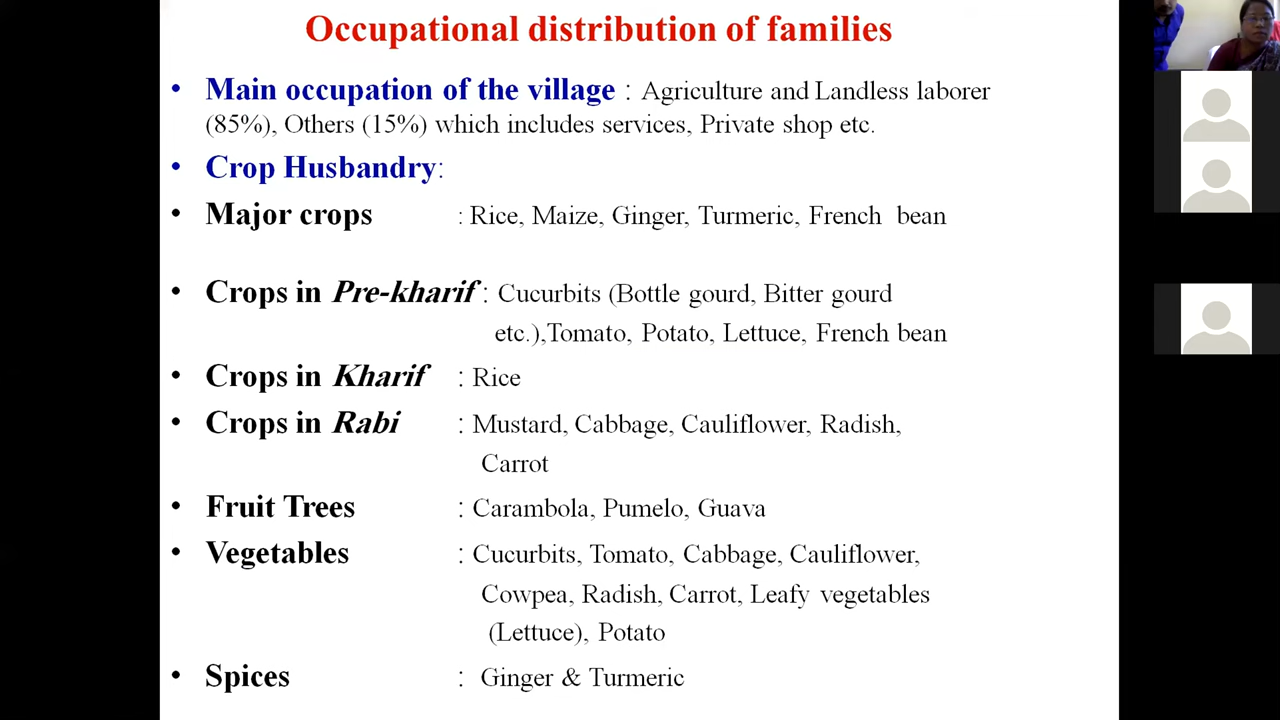 Occupational distribution of families
• Main occupation of the village : Agriculture and Landless laborer
(85%), Others (15%) which includes services, Private shop etc.
• Crop Husbandry:
• Major crops : Rice, Maize, Ginger, Turmeric, French bean
• Crops in Pre-kharif : Cucurbits (Bottle gourd, Bitter gourd
etc.),Tomato, Potato, Lettuce, French bean
• Crops in Kharif : Rice
• Crops in Rabi : Mustard, Cabbage, Cauliflower, Radish,
Carrot
• Fruit Trees : Carambola, Pumelo, Guava
• Vegetables : Cucurbits, Tomato, Cabbage, Cauliflower,
Cowpea, Radish, Carrot, Leafy vegetables
(Lettuce), Potato
• Spices : Ginger & Turmeric